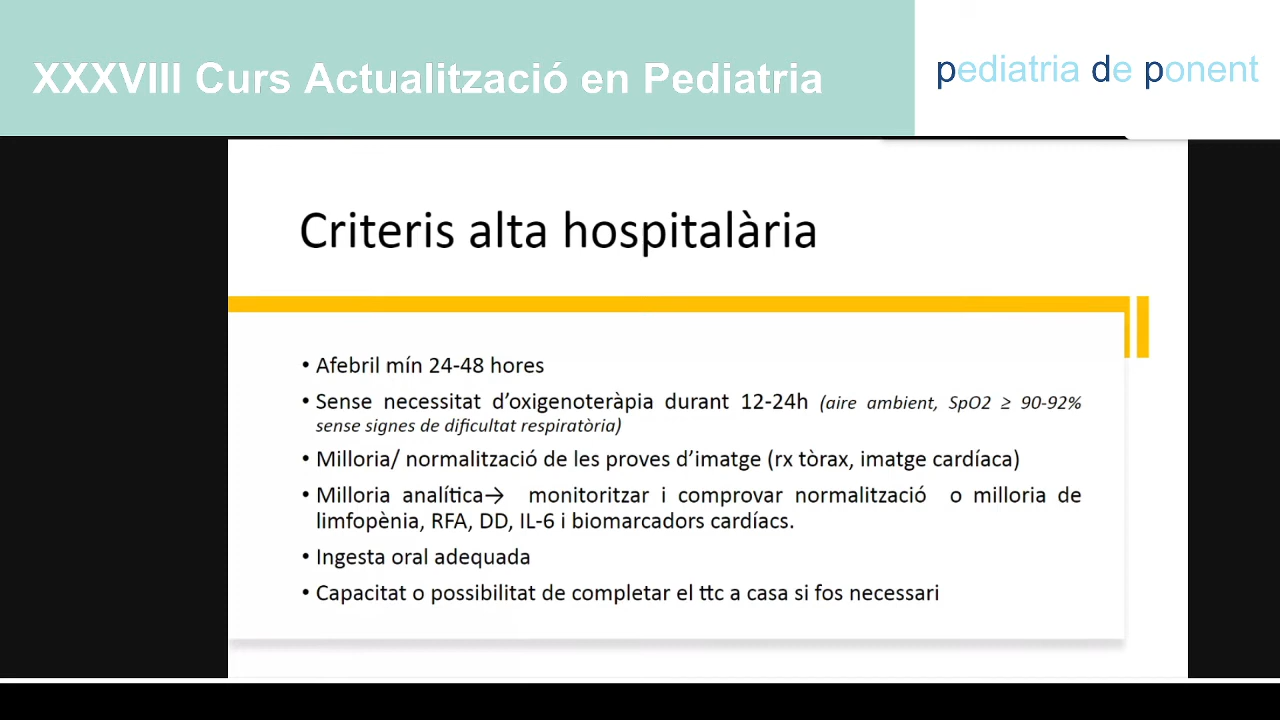 XXXVIII Curs Actualització en Pediatria
pediatria de ponent
Criteris alta hospitalària
• Afebril mín 24-48 hores
• Sense necessitat d’oxigenoteràpia durant 12-24h (aire ambient, SpO2 ≥ 90-92%
sense signes de dificultat respiratòria)
• Milloria/ normalització de les proves d’imatge (rx tòrax, imatge cardíaca)
• Milloria analítica→ monitoritzar i comprovar normalització o milloria de
limfopènia, RFA, DD, IL-6 i biomarcadors cardíacs.
• Ingesta oral adequada
• Capacitat o possibilitat de completar el ttc a casa si fos necessari